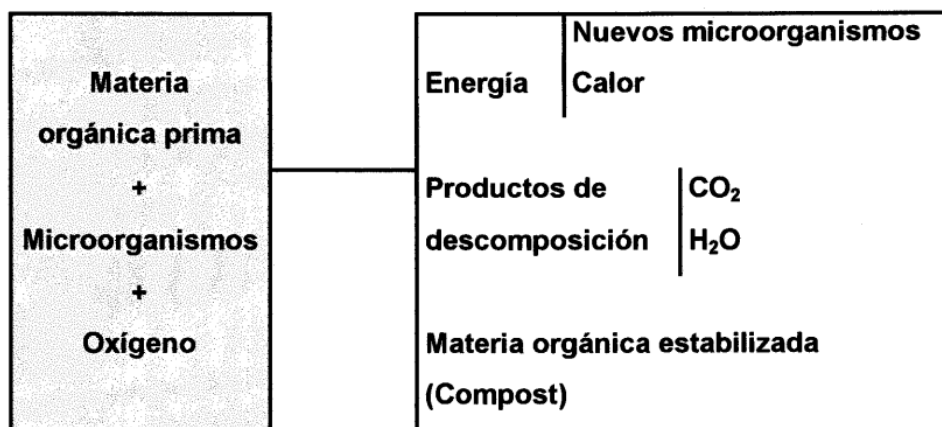 Materia
orgánica prima
+
Microorganismos
+
Oxígeno
Nuevos microorganismos
Energía
Calor
Productos de
descomposición
CO₂
H₂O
Materia orgánica estabilizada
(Compost)